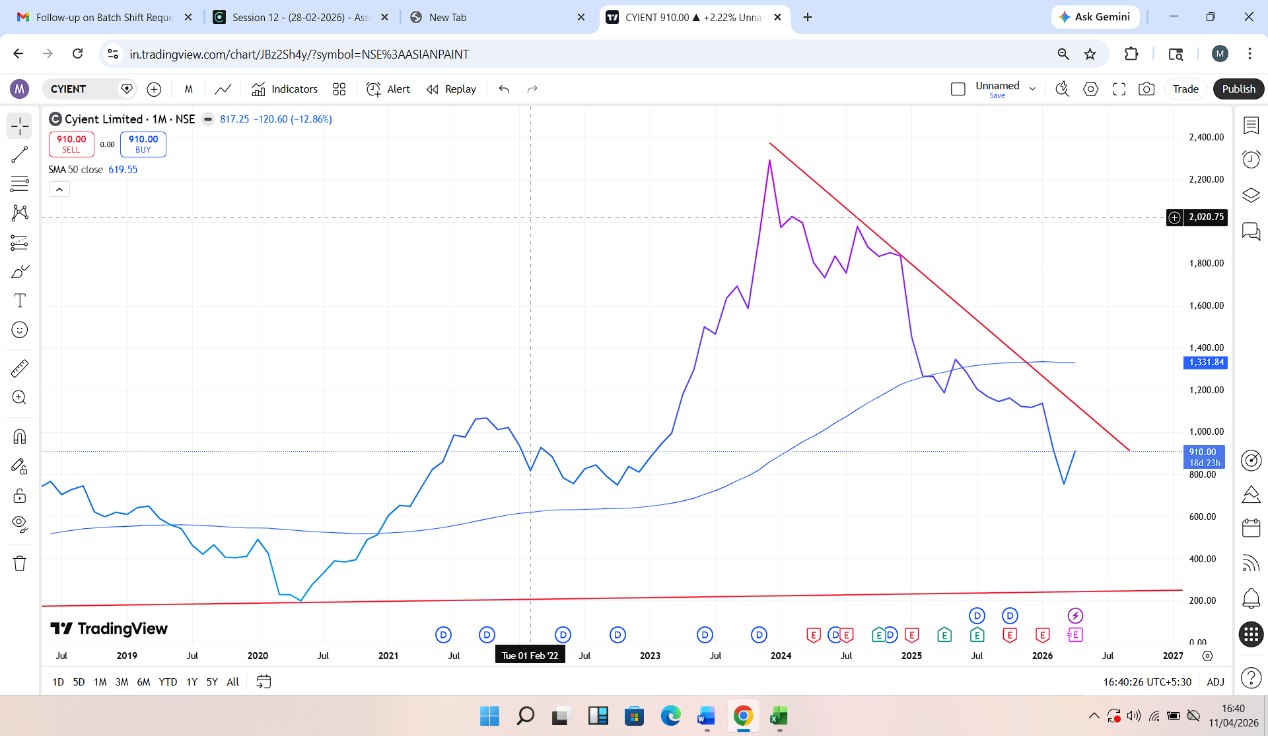 Follow-up on Batch Shift Reque
Session 12 - (28-02-2026) - Ass
New Tab
CYIENT 910.00 ▲ +2.22% Unna
Ask Gemini
in.tradingview.com/chart/JBz2Sh4y/?symbol=NSE%3AASIANPAINT
M
M
CYIENT
M
Indicators
Alert
Replay
Unnamed
Save
Trade
Publish
Cyient Limited · 1M · NSE
817.25 −120.60 (−12.86%)
910.00
SELL
0.00
910.00
BUY
SMA 50 close 619.55
2,400.00
2,200.00
2,020.75
1,800.00
1,600.00
1,400.00
1,331.84
1,200.00
1,000.00
910.00
18d 23h
800.00
600.00
400.00
200.00
0.00
TradingView
D D D D D D E D E E D E E E E E E
D D
Jul 2019 Jul 2020 Jul 2021 Jul Tue 01 Feb '22 Jul 2023 Jul 2024 Jul 2025 Jul 2026 Jul 2027
1D 5D 1M 3M 6M YTD 1Y 5Y All
16:40:26 UTC+5:30 ADJ
16:40
11/04/2026